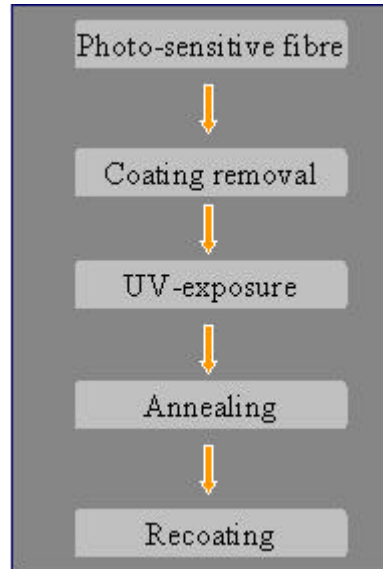 Photo-sensitive fibre
Coating removal
UV-exposure
Annealing
Recoating